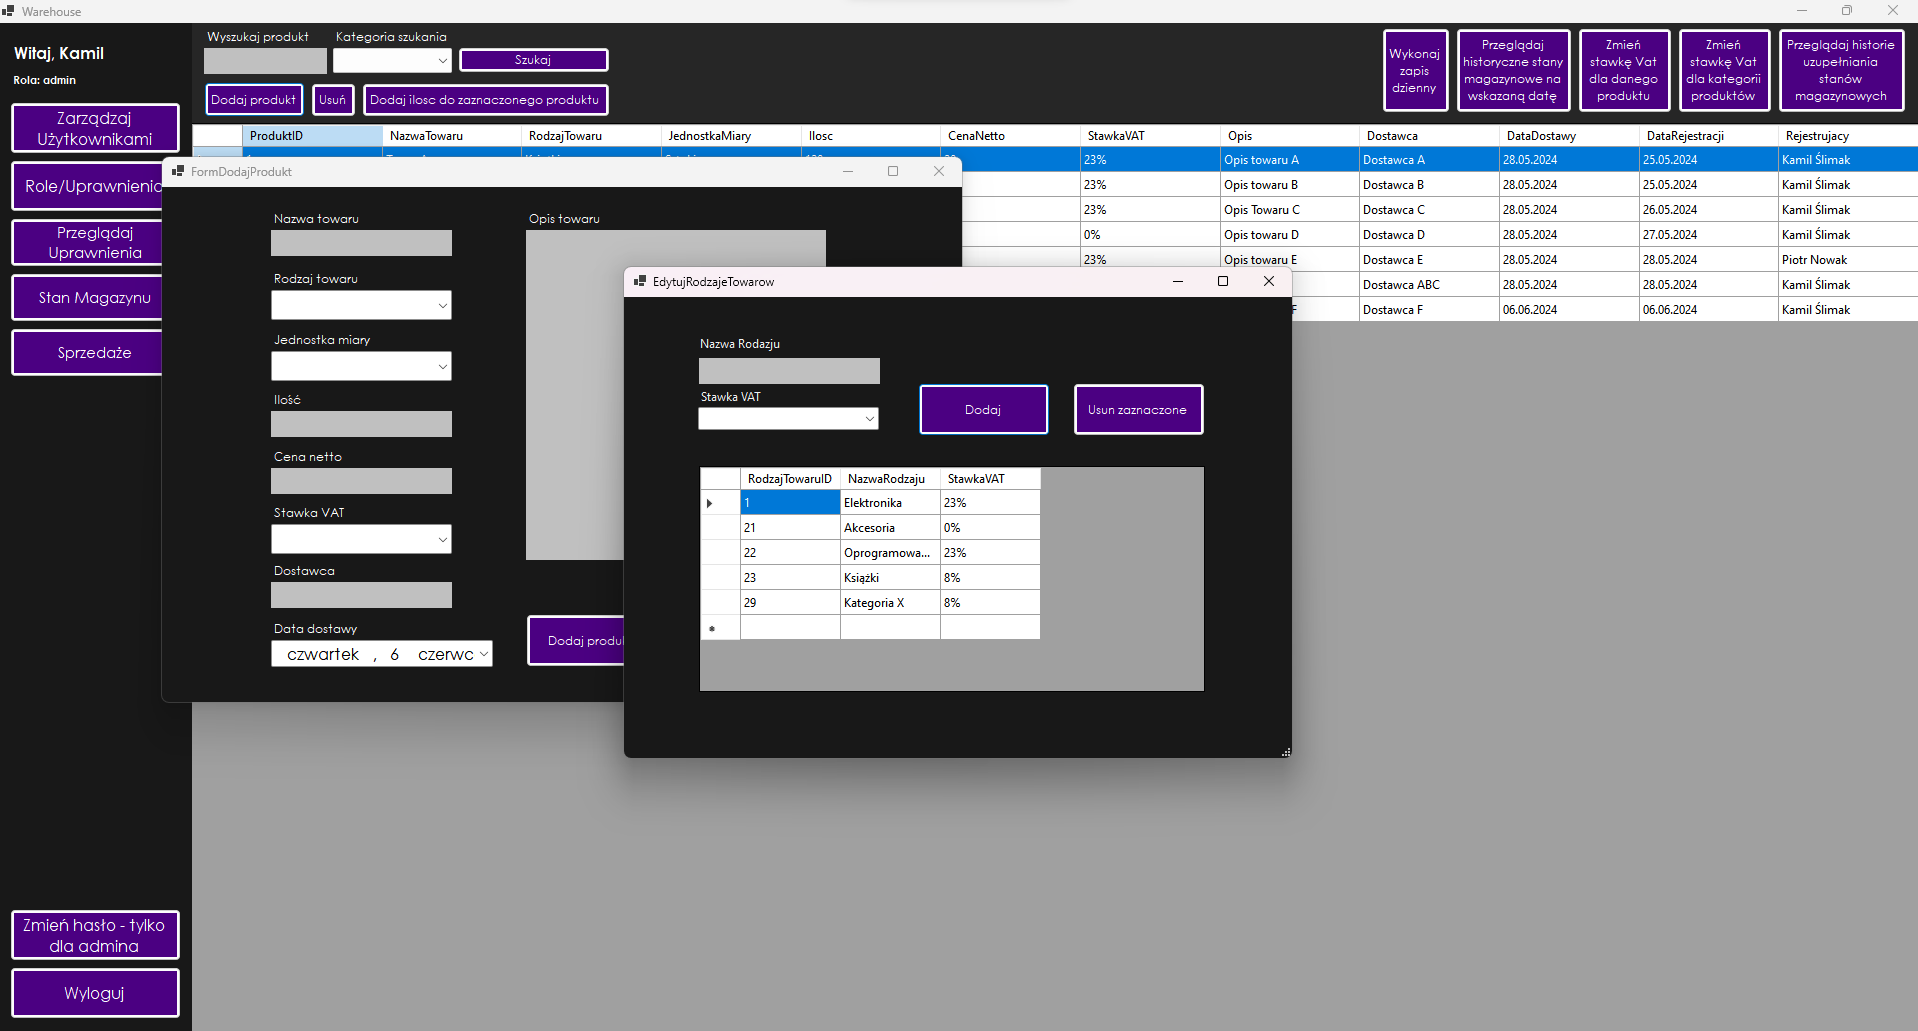 Warehouse
Witaj, Kamil
Rola: admin
Zarządzaj
Użytkownikami
Role/Uprawnienia
Przeglądaj
Uprawnienia
Stan Magazynu
Sprzedaże
Zmień hasło - tylko
dla admina
Wyloguj
Wyszukaj produkt
Kategoria szukania
Szukaj
Dodaj produkt
Usuń
Dodaj ilosc do zaznaczonego produktu
Wykonaj
zapis
dzienny
Przeglądaj
historyczne stany
magazynowe na
wskazaną datę
Zmień
stawkę Vat
dla danego
produktu
Zmień
stawkę Vat
dla kategorii
produktów
Przeglądaj historie
uzupełniania
stanów
magazynowych
ProduktID NazwaTowaru RodzajTowaru JednostkaMiary Ilosc CenaNetto StawkaVAT Opis Dostawca DataDostawy DataRejestracji Rejestrujacy
23% Opis towaru A Dostawca A 28.05.2024 25.05.2024 Kamil Ślimak
23% Opis towaru B Dostawca B 28.05.2024 25.05.2024 Kamil Ślimak
23% Opis Towaru C Dostawca C 28.05.2024 26.05.2024 Kamil Ślimak
0% Opis towaru D Dostawca D 28.05.2024 27.05.2024 Kamil Ślimak
23% Opis towaru E Dostawca E 28.05.2024 28.05.2024 Piotr Nowak
Dostawca ABC 28.05.2024 28.05.2024 Kamil Ślimak
F Dostawca F 06.06.2024 06.06.2024 Kamil Ślimak
FormDodajProdukt
Nazwa towaru
Rodzaj towaru
Jednostka miary
Ilość
Cena netto
Stawka VAT
Dostawca
Data dostawy
czwartek , 6 czerwc
Opis towaru
Dodaj produk
EdytujRodzajeTowarow
Nazwa Rodazju
Stawka VAT
Dodaj
Usun zaznaczone
RodzajTowaruID NazwaRodzaju StawkaVAT
1 Elektronika 23%
21 Akcesoria 0%
22 Oprogramowa... 23%
23 Książki 8%
29 Kategoria X 8%